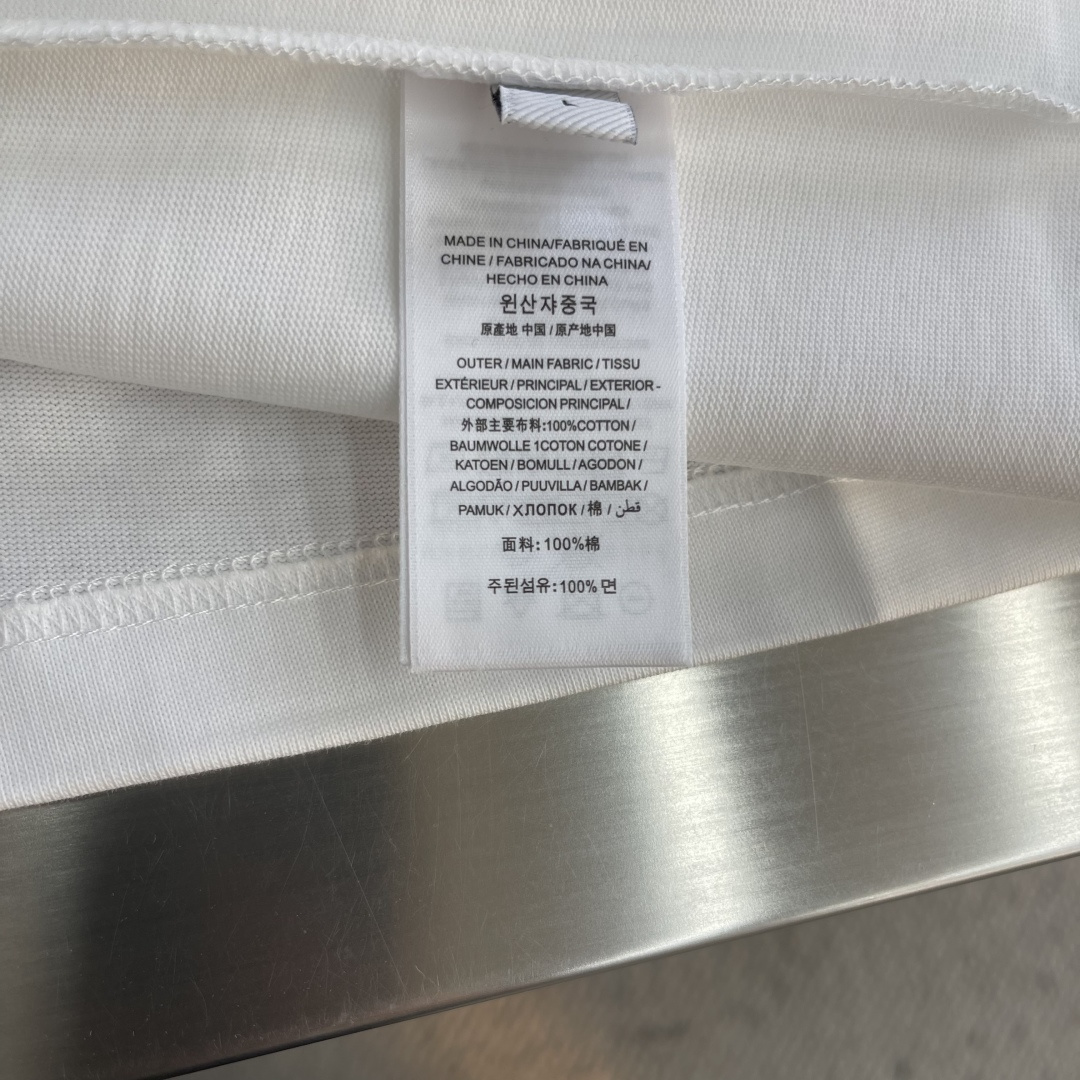 MADE IN CHINA/FABRIQUÉ EN
CHINE / FABRICADO NA CHINA/
HECHO EN CHINA
윈산쟈중국
原產地 中国 / 原产地中国
OUTER / MAIN FABRIC / TISSU
EXTÉRIEUR / PRINCIPAL / EXTERIOR -
COMPOSICION PRINCIPAL /
外部主要布料:100%COTTON /
BAUMWOLLE 1COTON COTONE /
KATOEN / BOMULL / AGODON /
ALGODÃO / PUUVILLA / BAMBAK /
PAMUK / ХЛОПОК / 棉 / قطن
面料:100%棉
주된섬유:100% 면